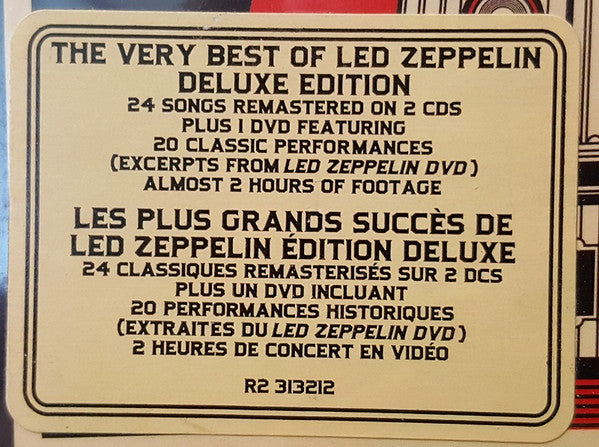 THE VERY BEST OF LED ZEPPELIN
DELUXE EDITION
24 SONGS REMASTERED ON 2 CDS
PLUS 1 DVD FEATURING
20 CLASSIC PERFORMANCES
(EXCERPTS FROM LED ZEPPELIN DVD)
ALMOST 2 HOURS OF FOOTAGE
LES PLUS GRANDS SUCCÈS DE
LED ZEPPELIN ÉDITION DELUXE
24 CLASSIQUES REMASTERISÉS SUR 2 DCS
PLUS UN DVD INCLUANT
20 PERFORMANCES HISTORIQUES
(EXTRAITES DU LED ZEPPELIN DVD)
2 HEURES DE CONCERT EN VIDÉO
R2 313212